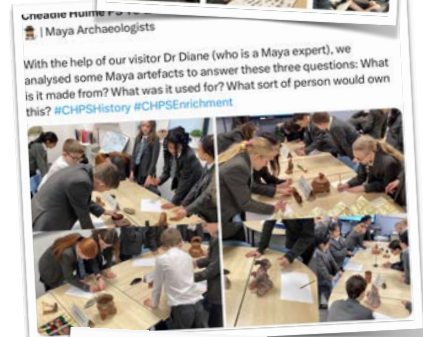 Cheadle Hulme
| Maya Archaeologists
With the help of our visitor Dr Diane (who is a Maya expert), we
analysed some Maya artefacts to answer these three questions: What
is it made from? What was it used for? What sort of person would own
this? #CHPSHistory #CHPSEnrichment